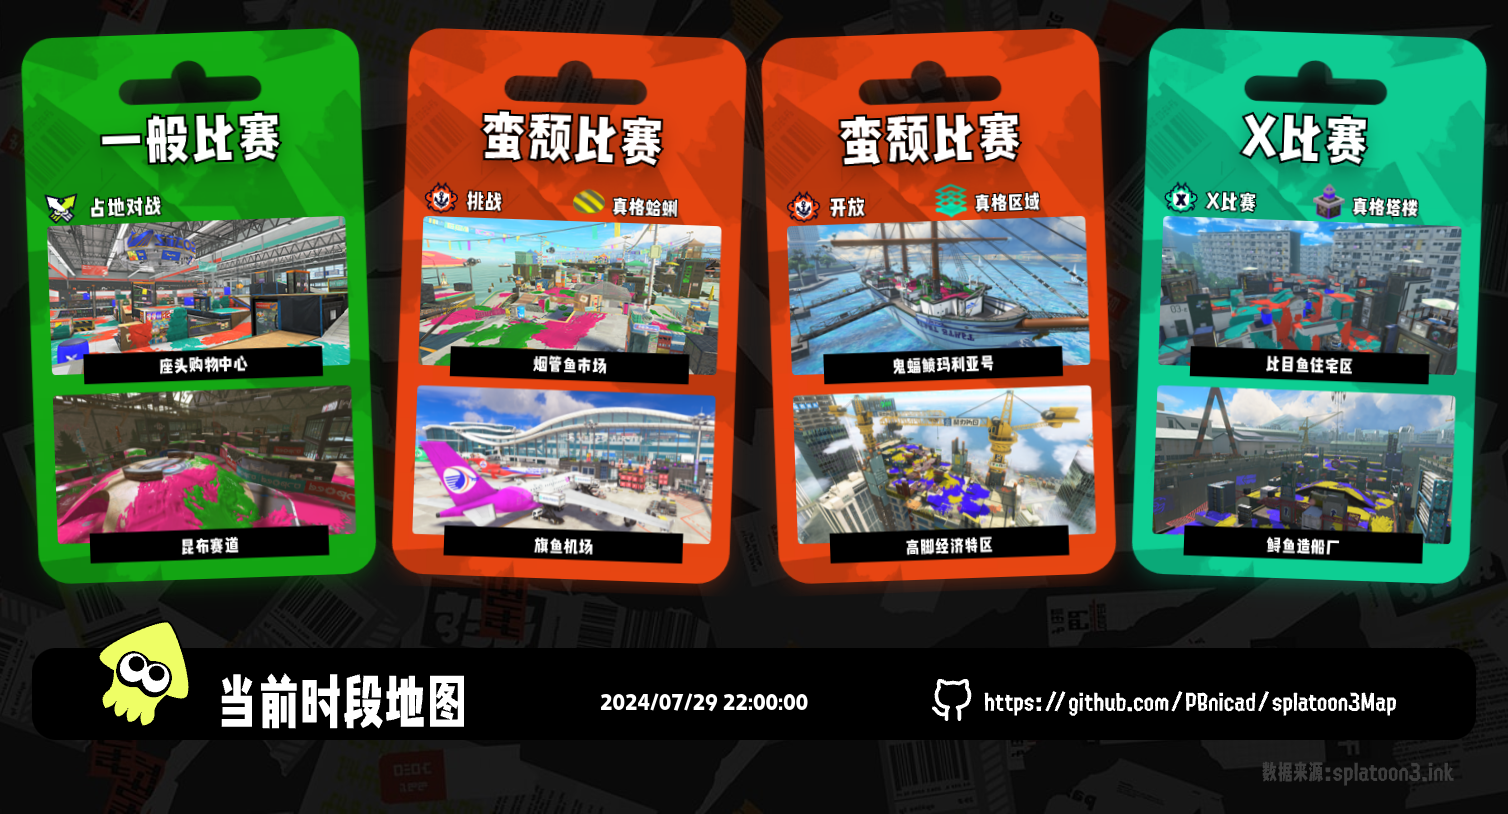 一般比赛
占地对战
座头购物中心
昆布赛道
蛮颓比赛
挑战
真格蛤蜊
烟管鱼市场
旗鱼机场
蛮颓比赛
开放
真格区域
鬼蝠鲼玛利亚号
高脚经济特区
X比赛
X比赛
真格塔楼
比目鱼住宅区
鲟鱼造船厂
当前时段地图
2024/07/29 22:00:00
https://github.com/PBnicad/splatoon3Map
数据来源:splatoon3.ink